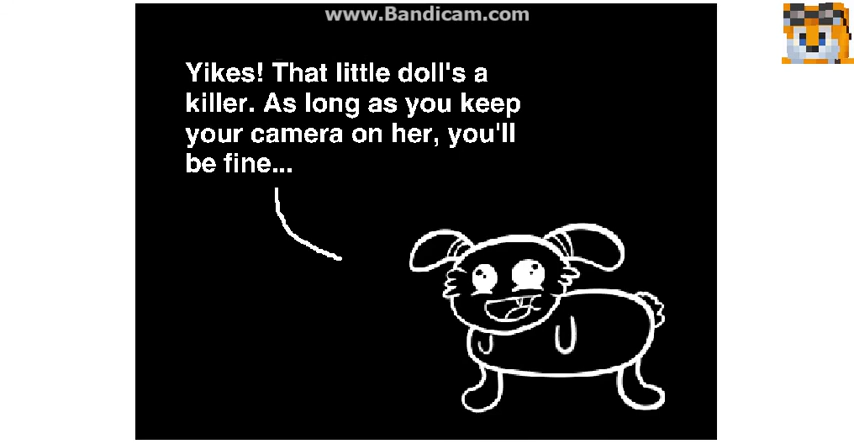 www.Bandicam.com
Yikes! That little doll's a
killer. As long as you keep
your camera on her, you'll
be fine...